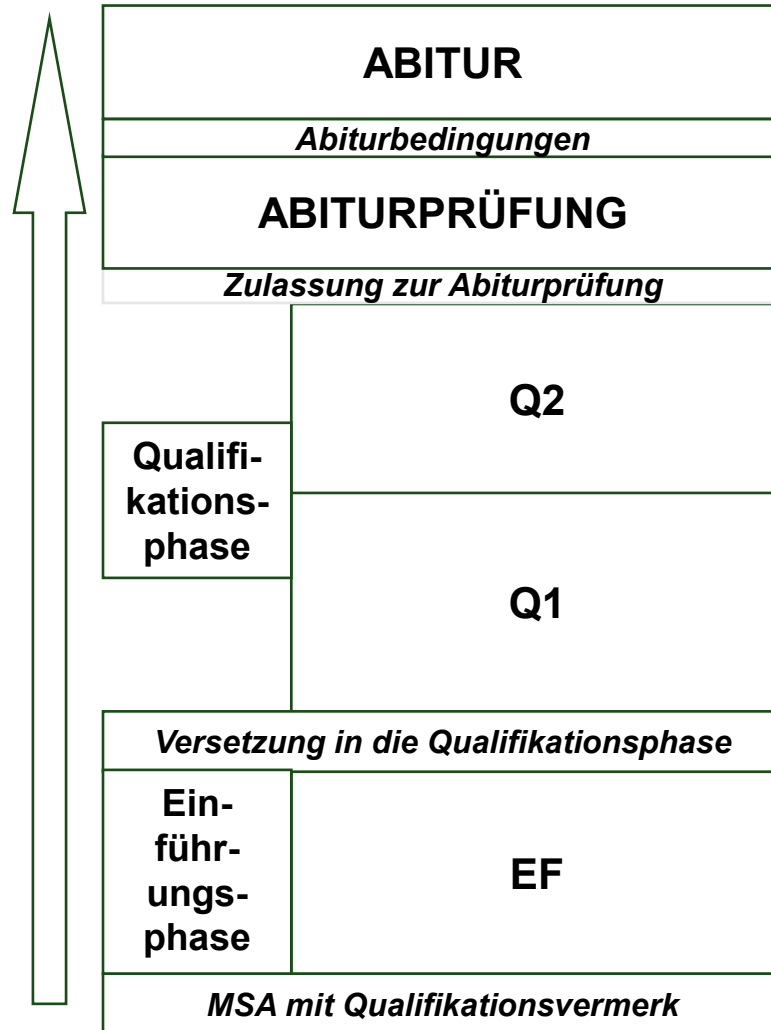 ABITUR
Abiturbedingungen
ABITURPRÜFUNG
Zulassung zur Abiturprüfung
Q2
Qualifi-
kations-
phase
Q1
Versetzung in die Qualifikationsphase
Ein-
führ-
ungs-
phase
EF
MSA mit Qualifikationsvermerk